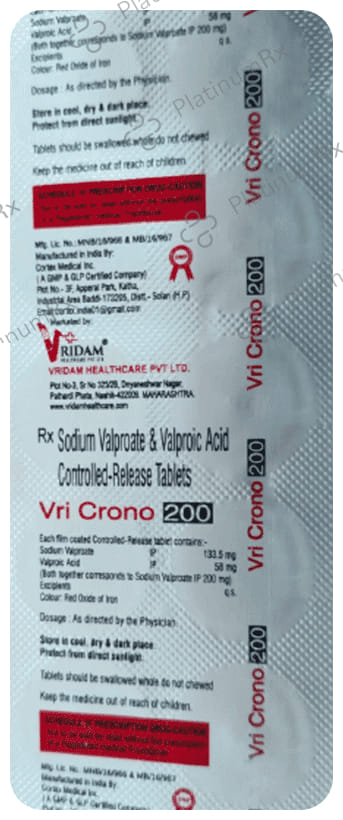 Sodium Valproate 
Valproic Acid IP 58 mg
(Both together corresponds to Sodium Valproate IP 200 mg)
Excipients q.s.
Colour: Red Oxide of Iron
Dosage : As directed by the Physician.
Store in cool, dry & dark place.
Protect from direct sunlight.
Tablets should be swallowed whole do not chewed
Keep the medicine out of reach of children.
SCHEDULE H PRESCRIPTION DRUG-CAUTION
Mfg. Lic. No.: MNB/16/966 & MB/16/967
Manufactured in India By:
Cortex Medical Inc.
( A GMP & GLP Certified Company)
Plot No.- 3F, Apperal Park, Katha,
Industrial Area Baddi-173205, Distt.- Solan (H.P)
Marketed by:
VRIDAM
VRIDAM HEALTHCARE PVT LTD.
Plot No-3, Sr No 325/2B, Dnyaneshwar Nagar,
Pathardi Phata, Nashik-422009. MAHARASHTRA.
www.vridamhealthcare.com
Rx Sodium Valproate & Valproic Acid
Controlled-Release Tablets
Vri Crono 200
Each film coated Controlled-Release tablet contains:-
Sodium Valproate IP 133.5 mg
Valproic Acid IP 58 mg
(Both together corresponds to Sodium Valproate IP 200 mg)
Excipients q.s.
Colour: Red Oxide of Iron
Dosage : As directed by the Physician.
Store in cool, dry & dark place.
Protect from direct sunlight.
Tablets should be swallowed whole do not chewed
Keep the medicine out of reach of children.
SCHEDULE H PRESCRIPTION DRUG-CAUTION
Mfg. Lic. No.: MNB/16/966 & MB/16/967
Manufactured in India By:
Cortex Medical Inc.
( A GMP & GLP Certified Company)
Vri Crono 200
Vri Crono 200
Vri Crono 200
Vri Crono 200
PlatinumRx
PlatinumRx